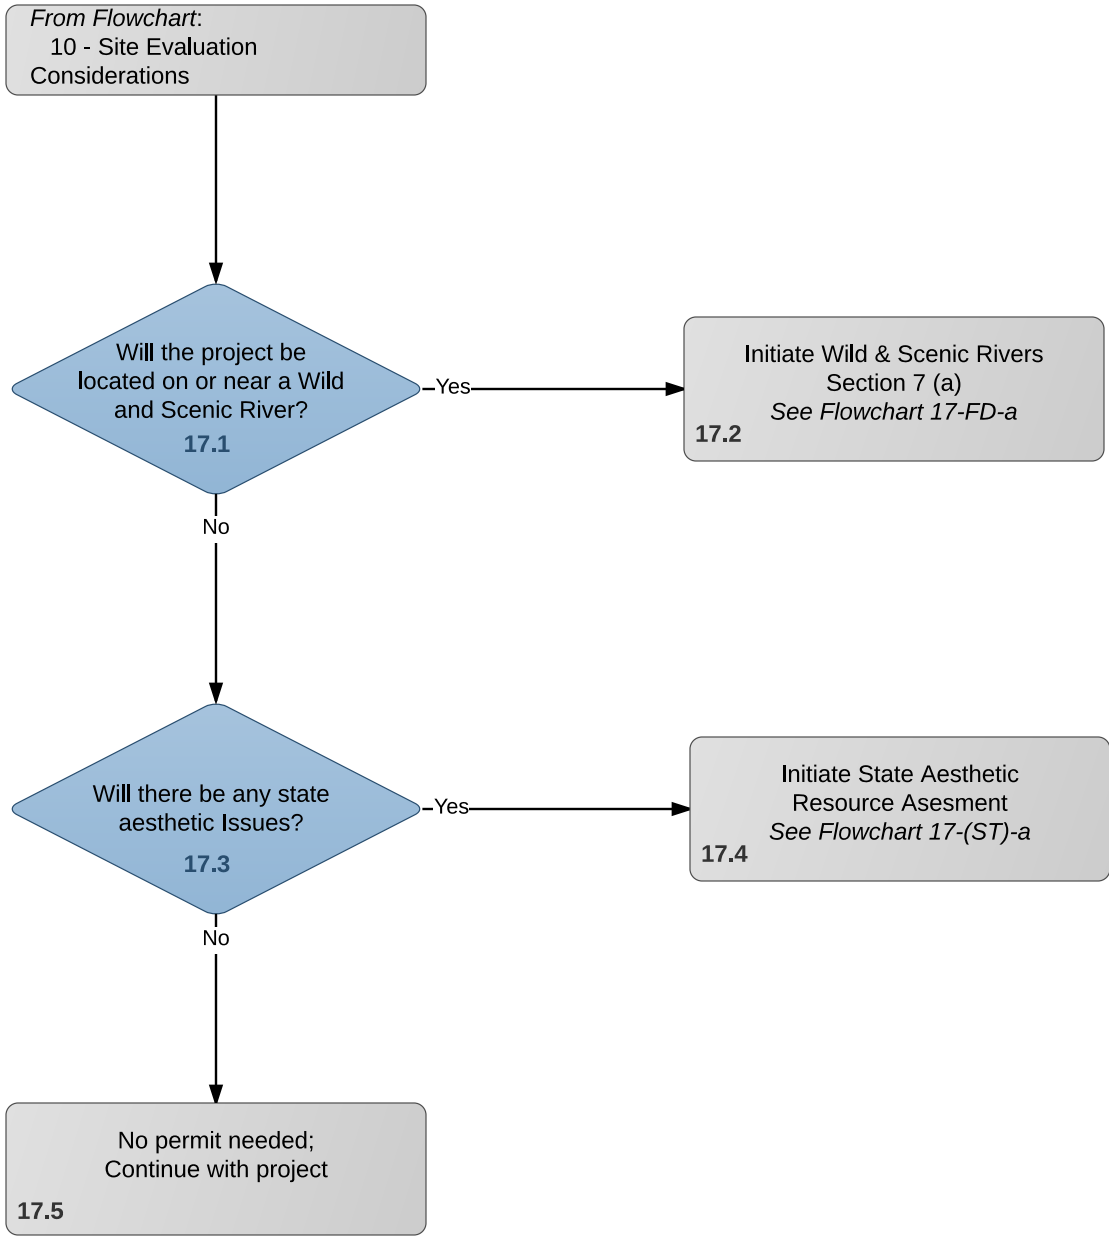 From Flowchart:
10 - Site Evaluation
Considerations
Will the project be
located on or near a Wild
and Scenic River?
17.1
Yes
Initiate Wild & Scenic Rivers
Section 7 (a)
See Flowchart 17-FD-a
17.2
No
Will there be any state
aesthetic Issues?
17.3
Yes
Initiate State Aesthetic
Resource Asesment
See Flowchart 17-(ST)-a
17.4
No
No permit needed;
Continue with project
17.5